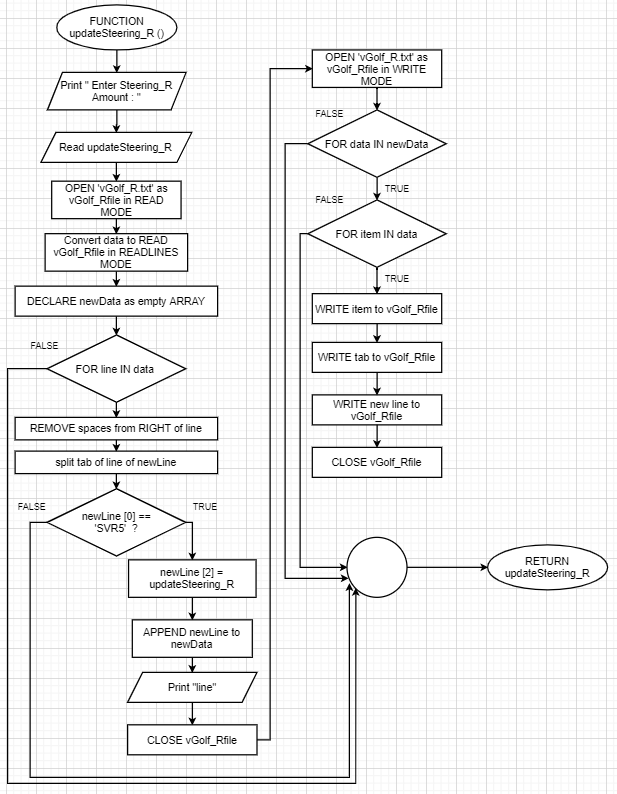 FUNCTION
updateSteering_R ()
Print " Enter Steering_R
Amount : "
Read updateSteering_R
OPEN 'vGolf_R.txt' as
vGolf_Rfile in READ
MODE
Convert data to READ
vGolf_Rfile in READLINES
MODE
DECLARE newData as empty ARRAY
FALSE
FOR line IN data
REMOVE spaces from RIGHT of line
split tab of line of newLine
FALSE
TRUE
newLine [0] ==
'SVR5' ?
newLine [2] =
updateSteering_R
APPEND newLine to
newData
Print "line"
CLOSE vGolf_Rfile
OPEN 'vGolf_R.txt' as
vGolf_Rfile in WRITE
MODE
FALSE
FOR data IN newData
TRUE
FALSE
FOR item IN data
TRUE
WRITE item to vGolf_Rfile
WRITE tab to vGolf_Rfile
WRITE new line to
vGolf_Rfile
CLOSE vGolf_Rfile
RETURN
updateSteering_R